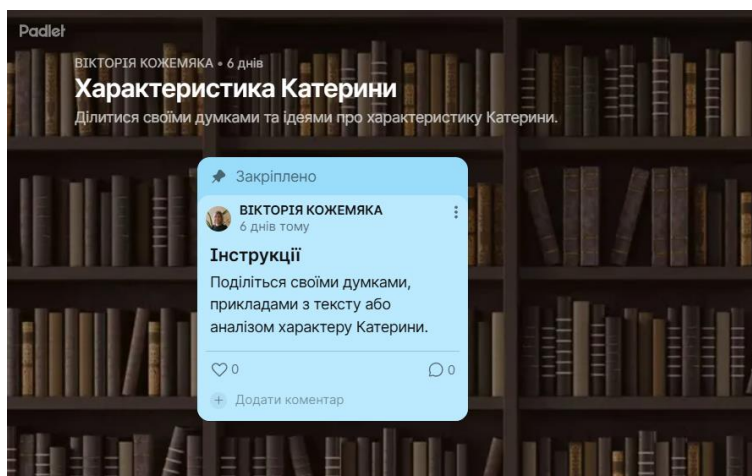 Padlet
ВІКТОРІЯ КОЖЕМЯКА • 6 днів
Характеристика Катерини
Ділитися своїми думками та ідеями про характеристику Катерини.
Закріплено
ВІКТОРІЯ КОЖЕМЯКА
6 днів тому
Інструкції
Поділіться своїми думками,
прикладами з тексту або
аналізом характеру Катерини.
0 0
Додати коментар